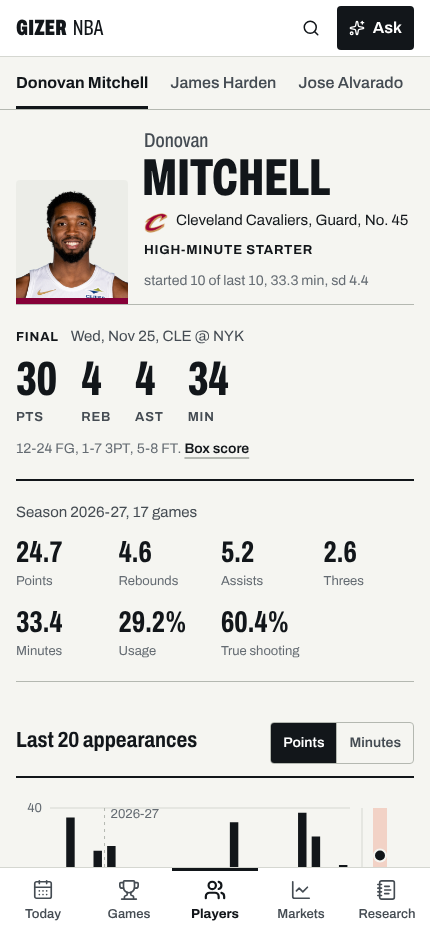 GIZER NBA
Ask
Donovan Mitchell James Harden Jose Alvarado
Donovan
MITCHELL
Cleveland Cavaliers, Guard, No. 45
HIGH-MINUTE STARTER
started 10 of last 10, 33.3 min, sd 4.4
FINAL Wed, Nov 25, CLE @ NYK
30 4 4 34
PTS REB AST MIN
12-24 FG, 1-7 3PT, 5-8 FT. Box score
Season 2026-27, 17 games
24.7 4.6 5.2 2.6
Points Rebounds Assists Threes
33.4 29.2% 60.4%
Minutes Usage True shooting
Last 20 appearances
Points Minutes
40
2026-27
Today Games Players Markets Research